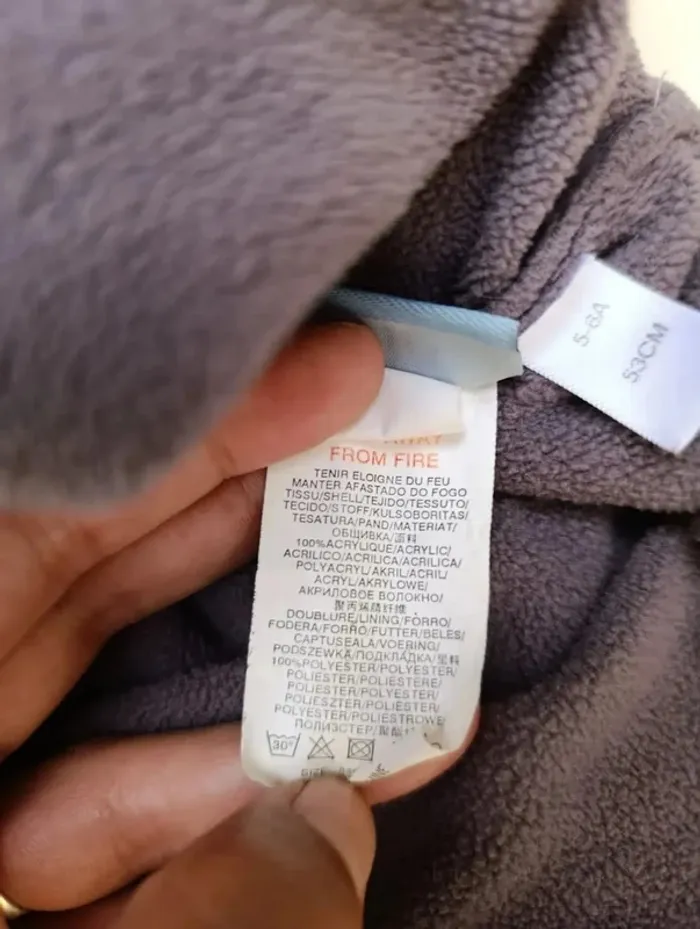 FROM FIRE
TENIR ELOIGNE DU FEU
MANTER AFASTADO DO FOGO
TISSU/SHELL/TEJIDO/TESSUTO/
TECIDO/STOFF/KULSOBORITAS/
TESATURA/PAND/MATERIAT/
ОБЩИВКА/面料
100%ACRYLIQUE/ACRYLIC/
ACRILICO/ACRILICA/ACRILICA/
POLYACRYL/AKRIL/ACRIL/
ACRYL/AKRYLOWE/
АКРИЛОВОЕ ВОЛОКНО/
聚丙烯腈纤维
DOUBLURE/LINING/FORRO/
FODERA/FORRO/FUTTER/BELES/
CAPTUSEALA/VOERING/
PODSZEWKA/ПОДКЛАДКА/里料
100%POLYESTER/POLYESTER/
POLIESTER/POLIESTERE/
POLIESTER/POLYESTER/
POLIESZTER/POLIESTER/
POLYESTER/POLIESTROWE
ПОЛИЭСТЕР/聚酯
30°
5-6A
53CM